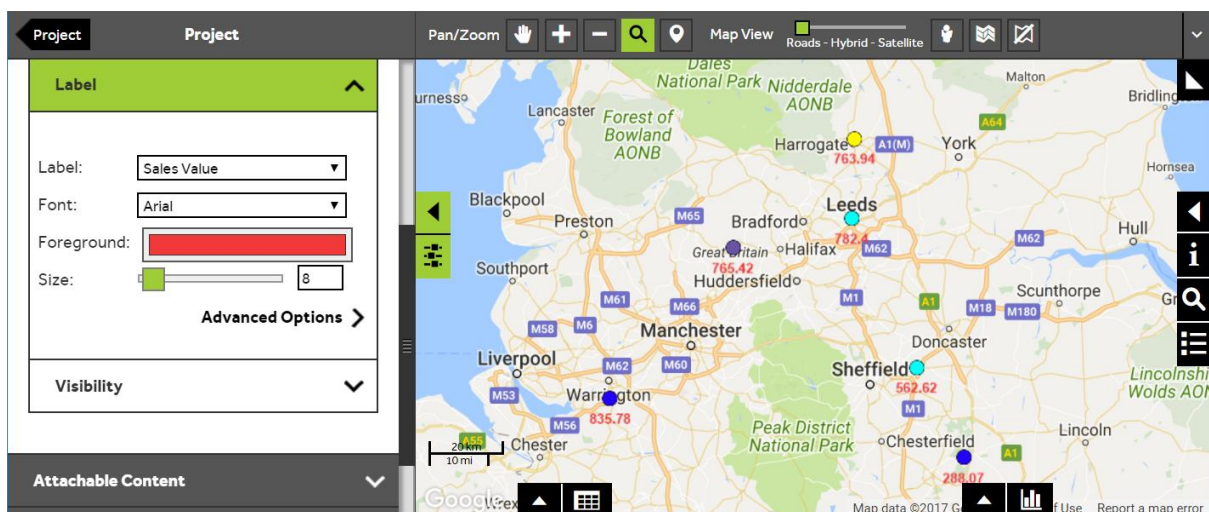 Project
Project
Pan/Zoom
Map View
Roads - Hybrid - Satellite
Label
Label:
Sales Value
Font:
Arial
Foreground:
Size:
8
Advanced Options
Visibility
Attachable Content
Dales
National Park
Nidderdale
AONB
Malton
urness
Lancaster
Forest of
Bowland
AONB
A64
Harrogate
A1(M)
York
763.94
Hornsea
Blackpool
Preston
M65
Bradford
Leeds
782.4
M62
M62
Hull
Great Britain
Halifax
765.42
Huddersfield
Southport
M61
M66
M1
A1
M18
M180
Scunthorpe
M58
M6
Manchester
Doncaster
Liverpool
M62
M60
Sheffield
562.62
Lincolnshi
Wolds AO
M53
Warrington
835.78
M1
M56
Peak District
National Park
Chesterfield
Lincoln
A55
Chester
20 km
10 mi
A1
288.07
Google
Wrex
Map data ©2017 G
f Use
Report a map error